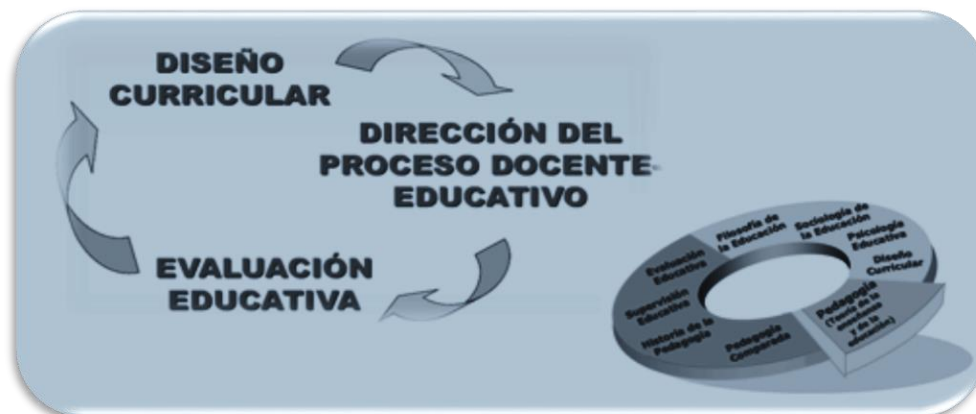 DISEÑO
CURRICULAR
DIRECCIÓN DEL
PROCESO DOCENTE-
EDUCATIVO
EVALUACIÓN
EDUCATIVA
Filosofía de
la Educación
Sociología de
la Educación
Psicología
Educativa
Diseño
Curricular
Pedagogía
(Teoría de la
enseñanza
y de la
educación)
Pedagogía
Comparada
Historia de la
Pedagogía
Supervisión
Educativa
Evaluación
Educativa